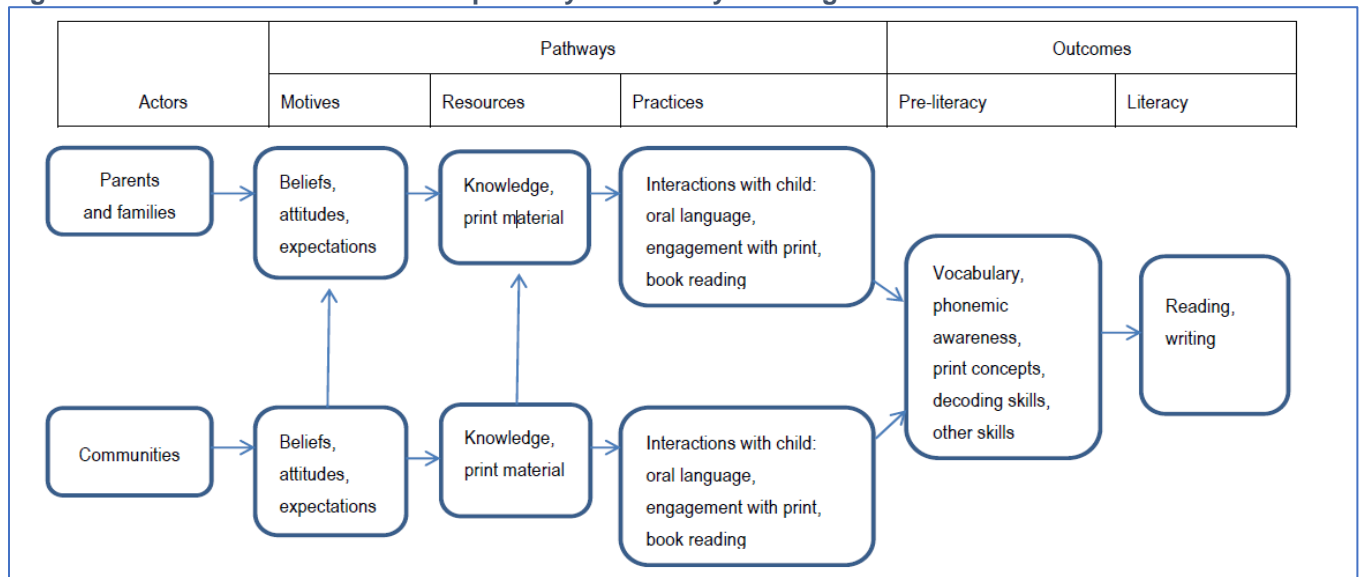 Pathways
Outcomes
Actors
Motives
Resources
Practices
Pre-literacy
Literacy
Parents
and families
Beliefs,
attitudes,
expectations
Knowledge,
print material
Interactions with child:
oral language,
engagement with print,
book reading
Vocabulary,
phonemic
awareness,
print concepts,
decoding skills,
other skills
Reading,
writing
Communities
Beliefs,
attitudes,
expectations
Knowledge,
print material
Interactions with child:
oral language,
engagement with print,
book reading